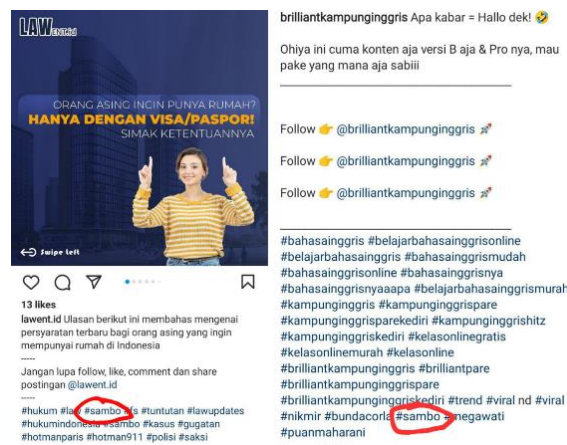 LAWENT.id
ORANG ASING INGIN PUNYA RUMAH?
HANYA DENGAN VISA/PASPOR!
SIMAK KETENTUANNYA
Swipe Left
13 likes
lawent.id Ulasan berikut ini membahas mengenai
persyaratan terbaru bagi orang asing yang ingin
mempunyai rumah di Indonesia
-----
Jangan lupa follow, like, comment dan share
postingan @lawent.id
-----
#hukum #law #sambo #fs #tuntutan #lawupdates
#hukumindonesia #sambo #kasus #gugatan
#hotmanparis #hotman911 #polisi #saksi
brilliantkampunginggris Apa kabar = Hallo dek! 🤣
Ohiya ini cuma konten aja versi B aja & Pro nya, mau
pake yang mana aja sabiii
Follow 👉 @brilliantkampunginggris 🚀
Follow 👉 @brilliantkampunginggris 🚀
Follow 👉 @brilliantkampunginggris 🚀
#bahasainggris #belajarbahasainggrisonline
#belajarbahasainggris #bahasainggrismudah
#bahasainggrisonline #bahasainggrisnya
#bahasainggrisnyaaapa #belajarbahasainggrismurah
#kampunginggris #kampunginggrispare
#kampunginggrisparekediri #kampunginggrishitz
#kampunginggriskediri #kelasonlinegratis
#kelasonlinemurah #kelasonline
#brilliantkampunginggris #brilliantpare
#brilliantkampunginggrispare
#brilliantkampunginggriskediri #trend #viral nd #viral
#nikmir #bundacorla #sambo #megawati
#puanmaharani